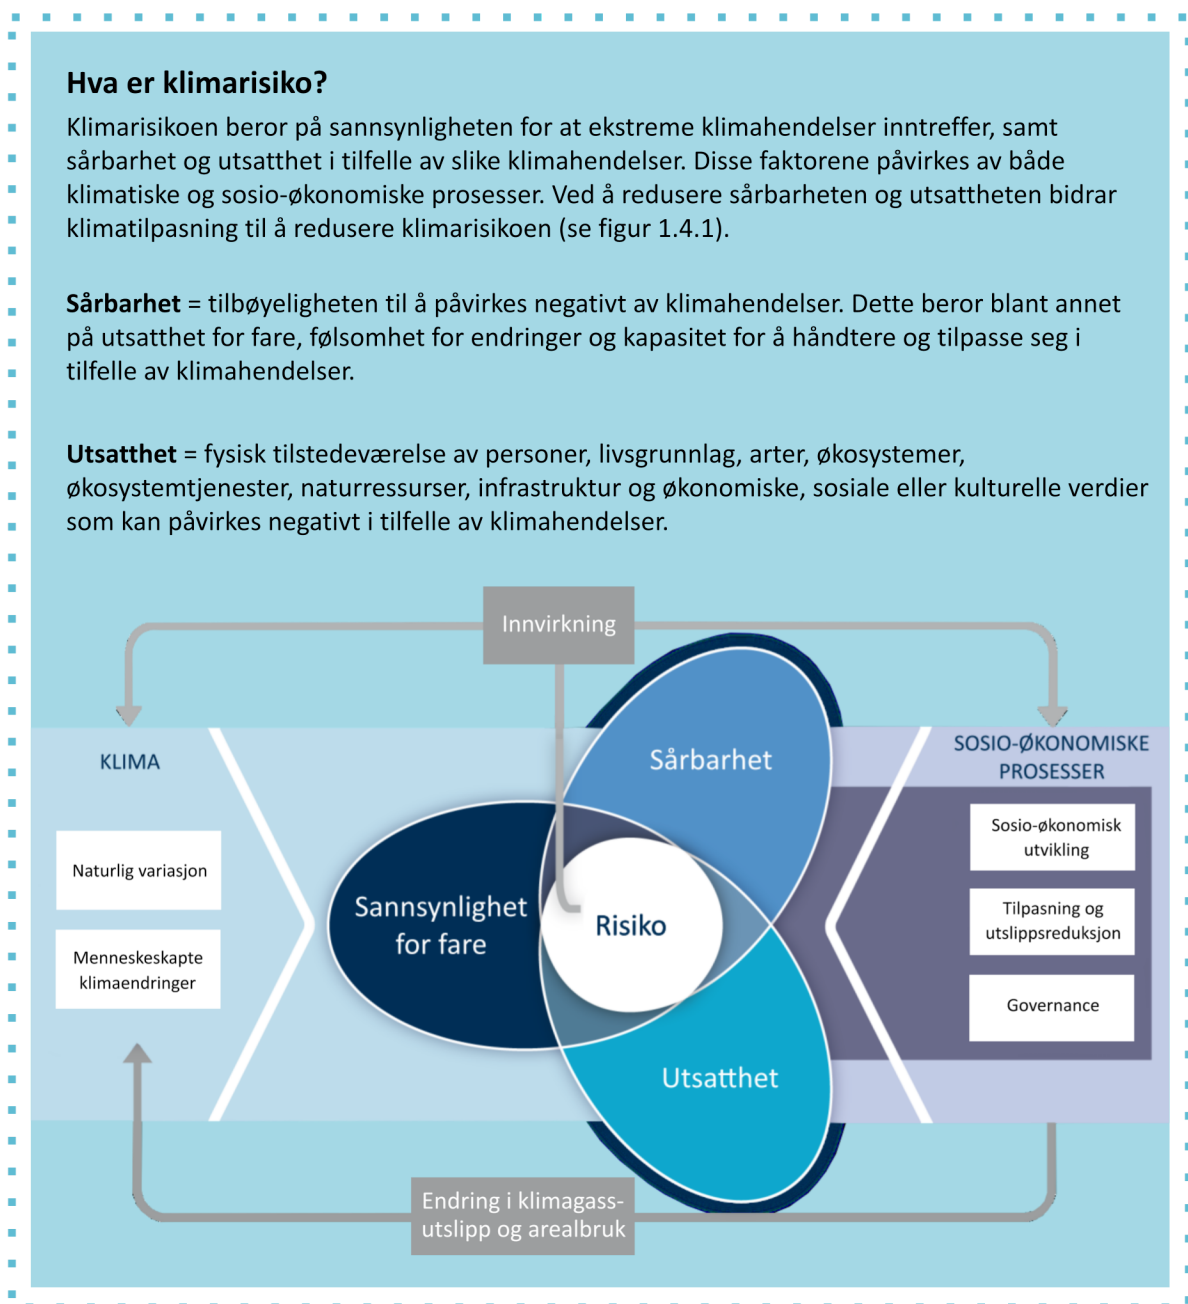 Hva er klimarisiko?
Klimarisikoen beror på sannsynligheten for at ekstreme klimahendelser inntreffer, samt
sårbarhet og utsatthet i tilfelle av slike klimahendelser. Disse faktorene påvirkes av både
klimatiske og sosio-økonomiske prosesser. Ved å redusere sårbarheten og utsattheten bidrar
klimatilpasning til å redusere klimarisikoen (se figur 1.4.1).
Sårbarhet = tilbøyeligheten til å påvirkes negativt av klimahendelser. Dette beror blant annet
på utsatthet for fare, følsomhet for endringer og kapasitet for å håndtere og tilpasse seg i
tilfelle av klimahendelser.
Utsatthet = fysisk tilstedeværelse av personer, livsgrunnlag, arter, økosystemer,
økosystemtjenester, naturressurser, infrastruktur og økonomiske, sosiale eller kulturelle verdier
som kan påvirkes negativt i tilfelle av klimahendelser.
Innvirkning
KLIMA
Naturlig variasjon
Menneskeskapte
klimaendringer
Sårbarhet
Sannsynlighet
for fare
Risiko
Utsatthet
SOSIO-ØKONOMISKE
PROSESSER
Sosio-økonomisk
utvikling
Tilpasning og
utslippsreduksjon
Governance
Endring i klimagass-
utslipp og arealbruk